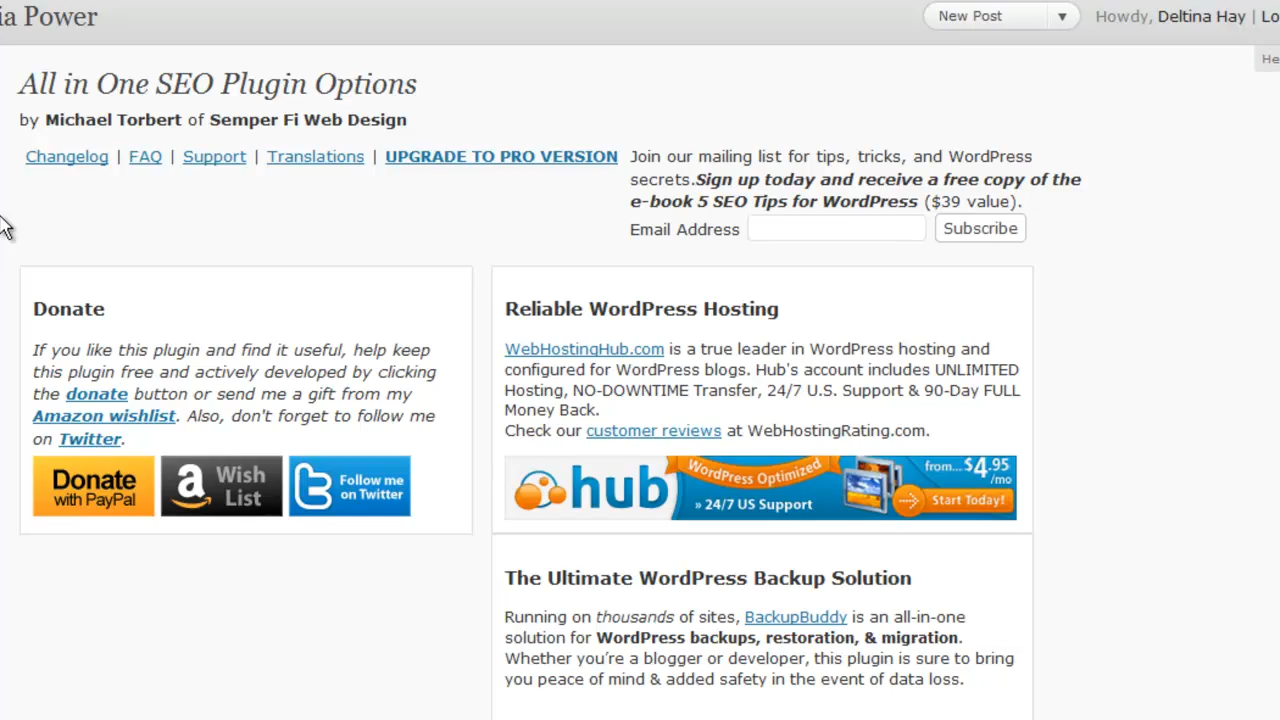 ia Power
New Post ▼ Howdy, Deltina Hay | Lo
He
All in One SEO Plugin Options
by Michael Torbert of Semper Fi Web Design
Changelog | FAQ | Support | Translations | UPGRADE TO PRO VERSION
Join our mailing list for tips, tricks, and WordPress
secrets.Sign up today and receive a free copy of the
e-book 5 SEO Tips for WordPress ($39 value).
Email Address Subscribe
Donate
If you like this plugin and find it useful, help keep
this plugin free and actively developed by clicking
the donate button or send me a gift from my
Amazon wishlist. Also, don't forget to follow me
on Twitter.
Donate
with PayPal
a Wish
List
Follow me
on Twitter
Reliable WordPress Hosting
WebHostingHub.com is a true leader in WordPress hosting and
configured for WordPress blogs. Hub's account includes UNLIMITED
Hosting, NO-DOWNTIME Transfer, 24/7 U.S. Support & 90-Day FULL
Money Back.
Check our customer reviews at WebHostingRating.com.
hub
WordPress Optimized
» 24/7 US Support
from...$4.95
/mo
Start Today!
The Ultimate WordPress Backup Solution
Running on thousands of sites, BackupBuddy is an all-in-one
solution for WordPress backups, restoration, & migration.
Whether you’re a blogger or developer, this plugin is sure to bring
you peace of mind & added safety in the event of data loss.